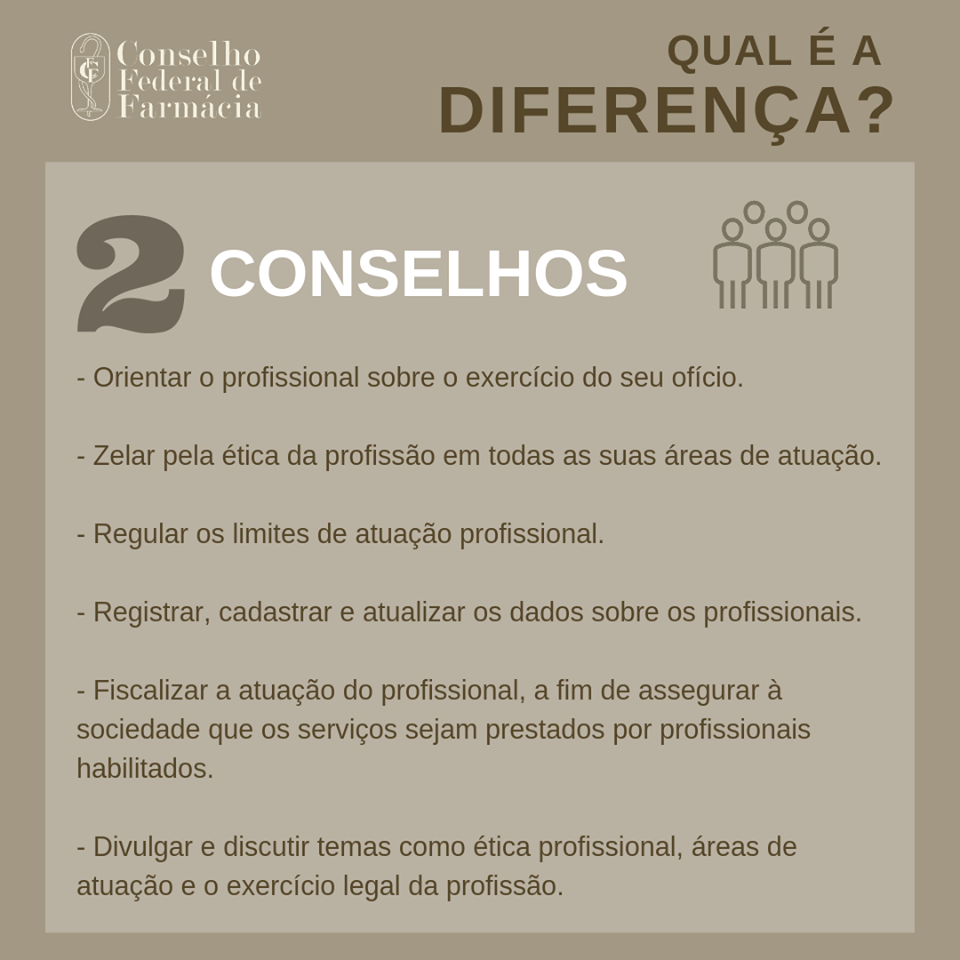 Conselho
Federal de
Farmácia
QUAL É A
DIFERENÇA?
2 CONSELHOS
- Orientar o profissional sobre o exercício do seu ofício.
- Zelar pela ética da profissão em todas as suas áreas de atuação.
- Regular os limites de atuação profissional.
- Registrar, cadastrar e atualizar os dados sobre os profissionais.
- Fiscalizar a atuação do profissional, a fim de assegurar à
sociedade que os serviços sejam prestados por profissionais
habilitados.
- Divulgar e discutir temas como ética profissional, áreas de
atuação e o exercício legal da profissão.